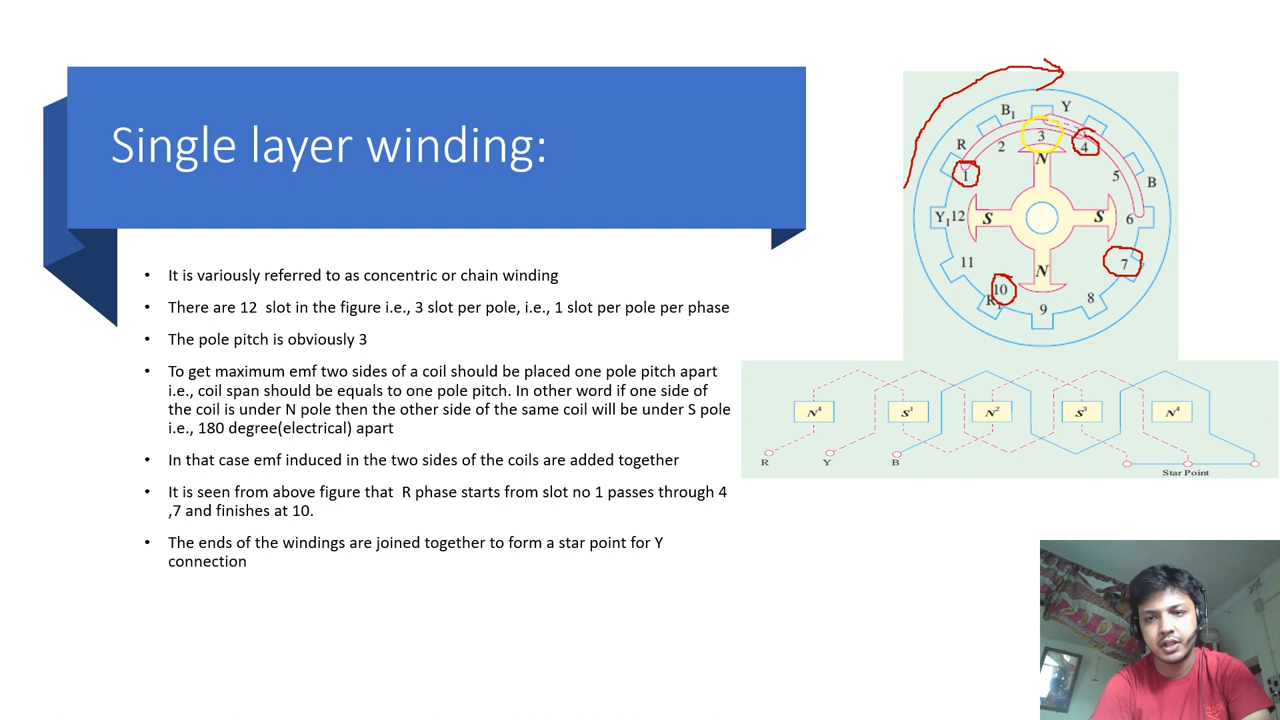 Single layer winding:
• It is variously referred to as concentric or chain winding
• There are 12 slot in the figure i.e., 3 slot per pole, i.e., 1 slot per pole per phase
• The pole pitch is obviously 3
• To get maximum emf two sides of a coil should be placed one pole pitch apart
i.e., coil span should be equals to one pole pitch. In other word if one side of
the coil is under N pole then the other side of the same coil will be under S pole
i.e., 180 degree(electrical) apart
• In that case emf induced in the two sides of the coils are added together
• It is seen from above figure that R phase starts from slot no 1 passes through 4
,7 and finishes at 10.
• The ends of the windings are joined together to form a star point for Y
connection
B₁ Y
R 3
2 4
N
1 5 B
Y₁ 12 S S 6
11 7
N
10 8
R₁ 9
N⁴ S¹ N² S³ N⁴
R Y B
Star Point